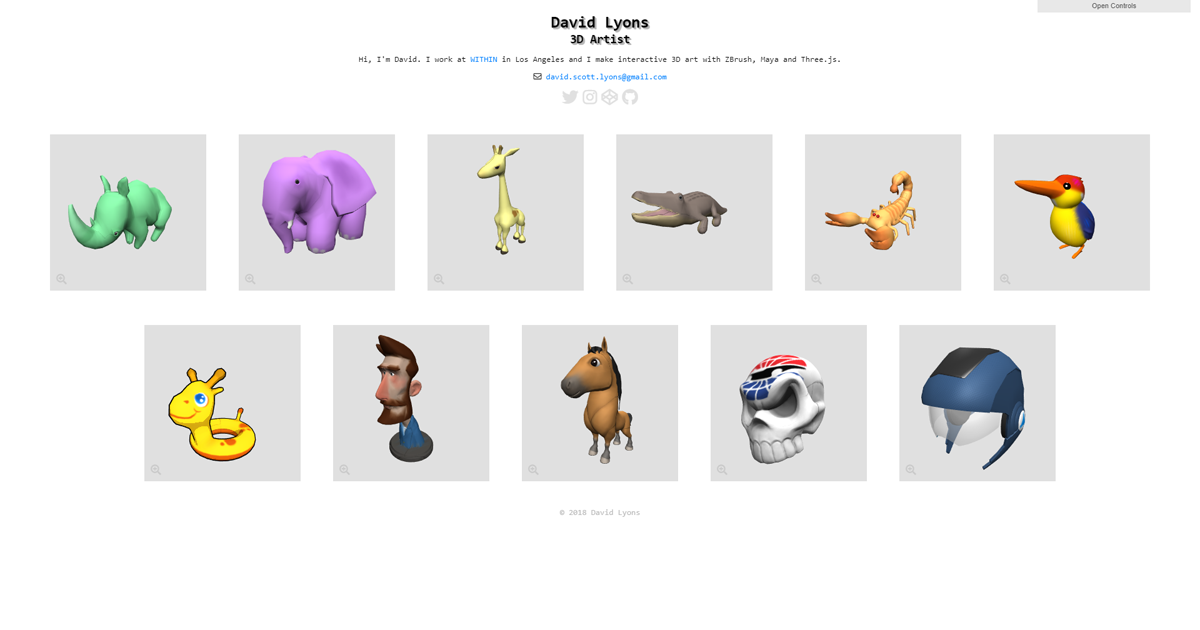 Open Controls
David Lyons
3D Artist
Hi, I'm David. I work at WITHIN in Los Angeles and I make interactive 3D art with ZBrush, Maya and Three.js.
david.scott.lyons@gmail.com
© 2018 David Lyons